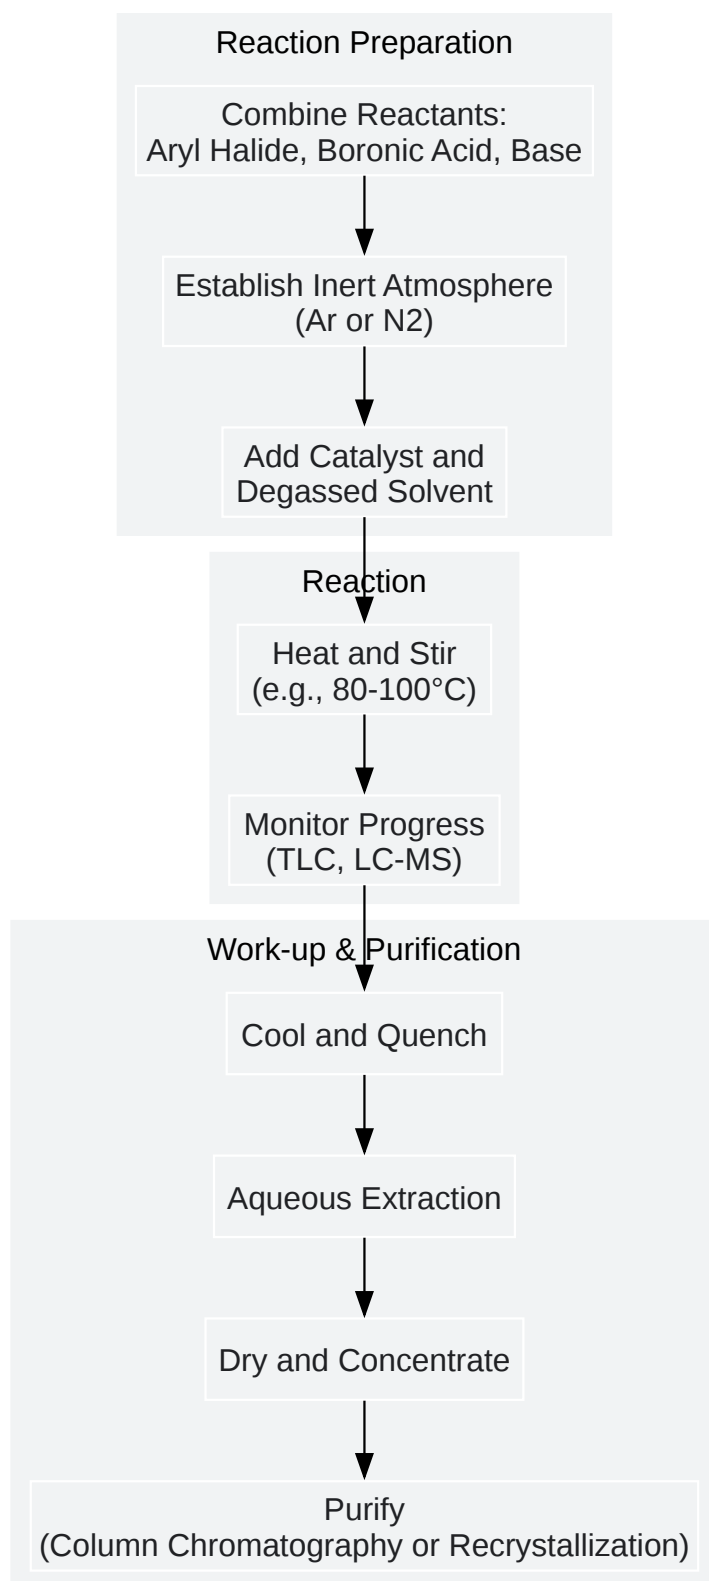 Reaction Preparation
Combine Reactants:
Aryl Halide, Boronic Acid, Base
Establish Inert Atmosphere
(Ar or N2)
Add Catalyst and
Degassed Solvent
Reaction
Heat and Stir
(e.g., 80-100°C)
Monitor Progress
(TLC, LC-MS)
Work-up & Purification
Cool and Quench
Aqueous Extraction
Dry and Concentrate
Purify
(Column Chromatography or Recrystallization)